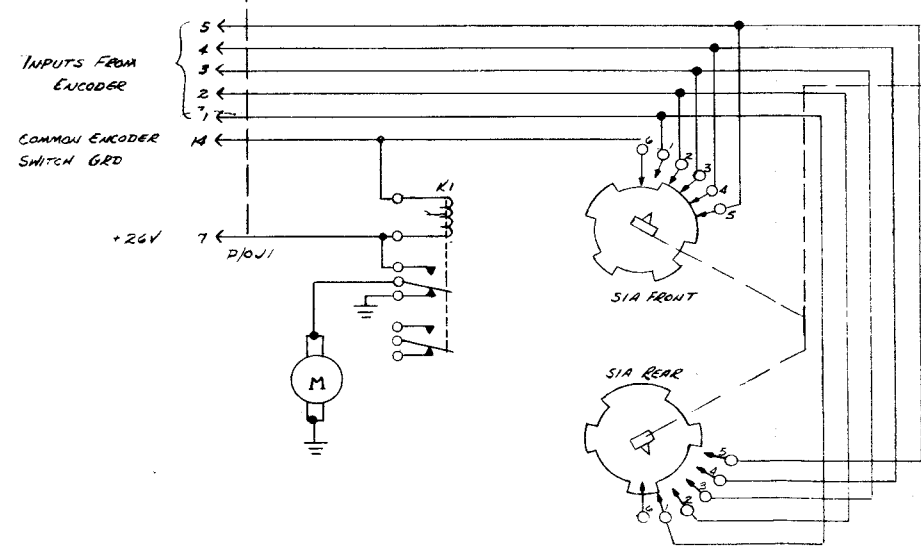 INPUTS FROM
ENCODER
5
4
3
2
1
COMMON ENCODER
SWITCH GRD
14
+26V
7
P/O J1
K1
M
6
1
2
3
4
5
S1A FRONT
S1A REAR
5
4
3
2
1
6